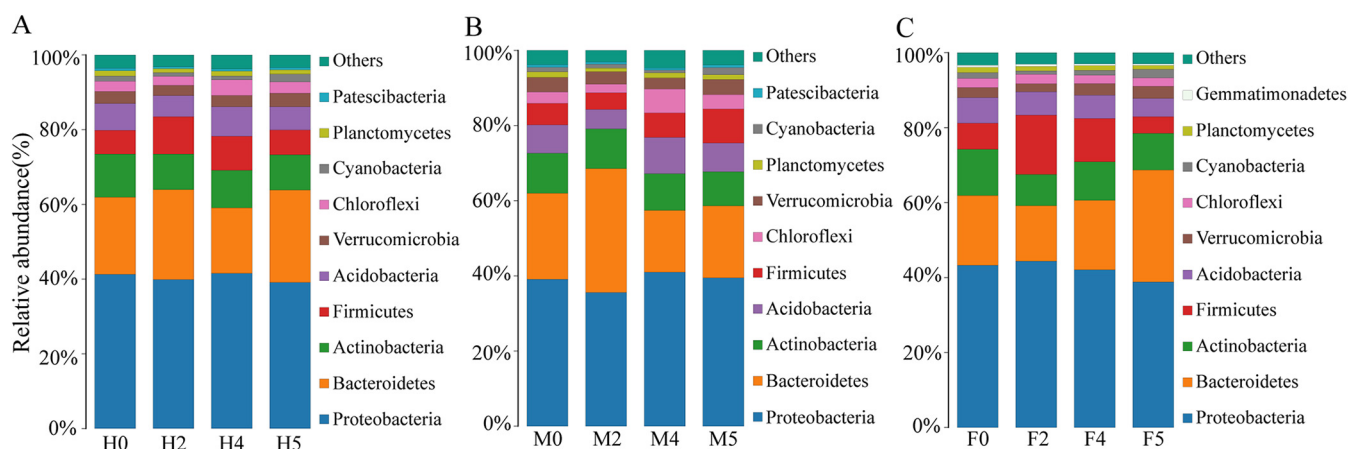 A
Relative abundance(%)
100%
80%
60%
40%
20%
0%
H0 H2 H4 H5
Others
Patescibacteria
Planctomycetes
Cyanobacteria
Chloroflexi
Verrucomicrobia
Acidobacteria
Firmicutes
Actinobacteria
Bacteroidetes
Proteobacteria
B
100%
80%
60%
40%
20%
0%
M0 M2 M4 M5
Others
Patescibacteria
Cyanobacteria
Planctomycetes
Verrucomicrobia
Chloroflexi
Firmicutes
Acidobacteria
Actinobacteria
Bacteroidetes
Proteobacteria
C
100%
80%
60%
40%
20%
0%
F0 F2 F4 F5
Others
Gemmatimonadetes
Planctomycetes
Cyanobacteria
Chloroflexi
Verrucomicrobia
Acidobacteria
Firmicutes
Actinobacteria
Bacteroidetes
Proteobacteria